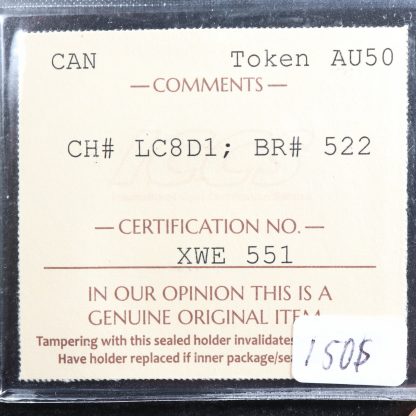 CAN Token AU50
— COMMENTS —
CH# LC8D1; BR# 522
— CERTIFICATION NO. —
XWE 551
IN OUR OPINION THIS IS A
GENUINE ORIGINAL ITEM
Tampering with this sealed holder invalidates
Have holder replaced if inner package/sea
150$